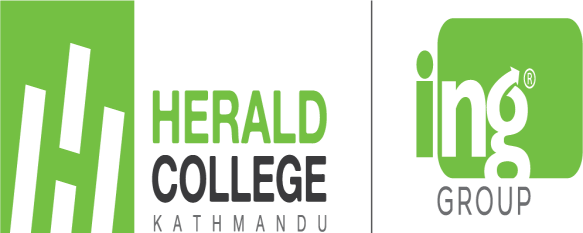 HERALD
COLLEGE
KATHMANDU
ing®
GROUP